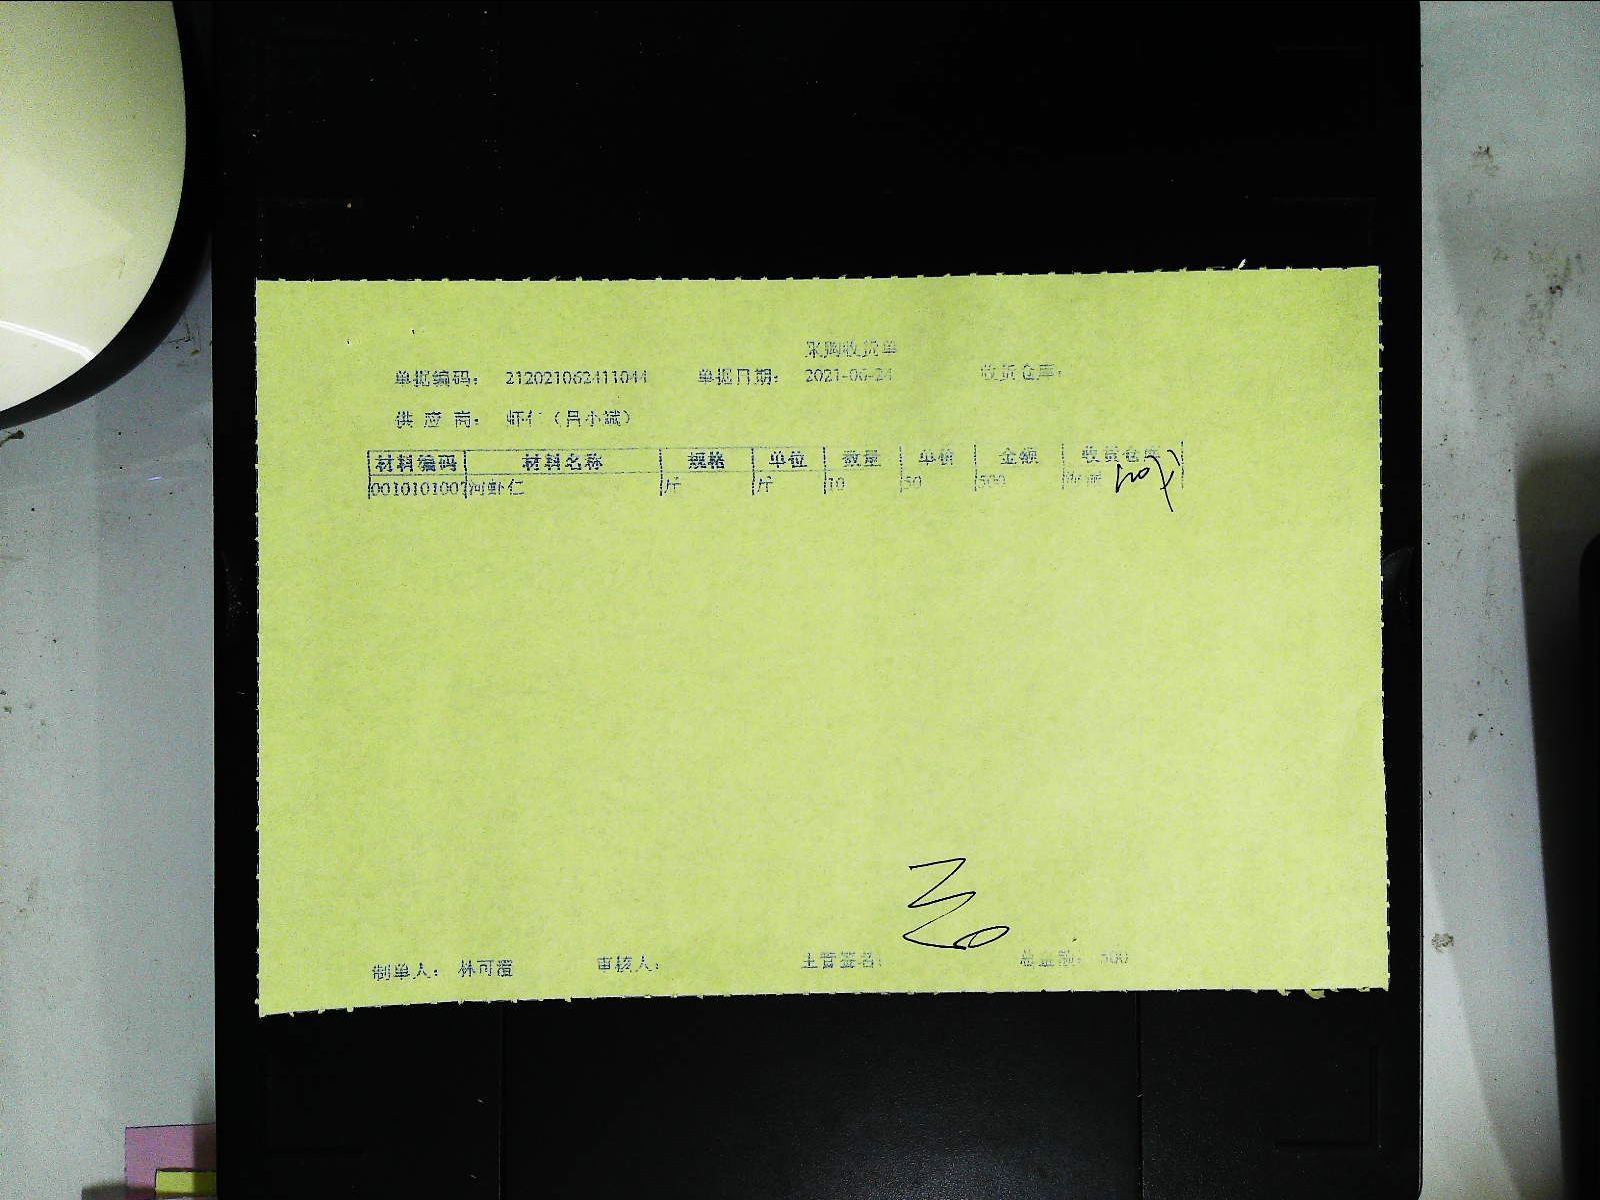 采购收货单
单据编码： 212021062411044 单据日期： 2021-06-24 收货仓库：
供 应 商： 虾仁（吕小斌）
材料编码 材料名称 规格 单位 数量 单价 金额 收货仓库
0010101007 河虾仁 斤 斤 10 50 500
制单人： 林可滢 审核人： 主管签名： 总金额： 500